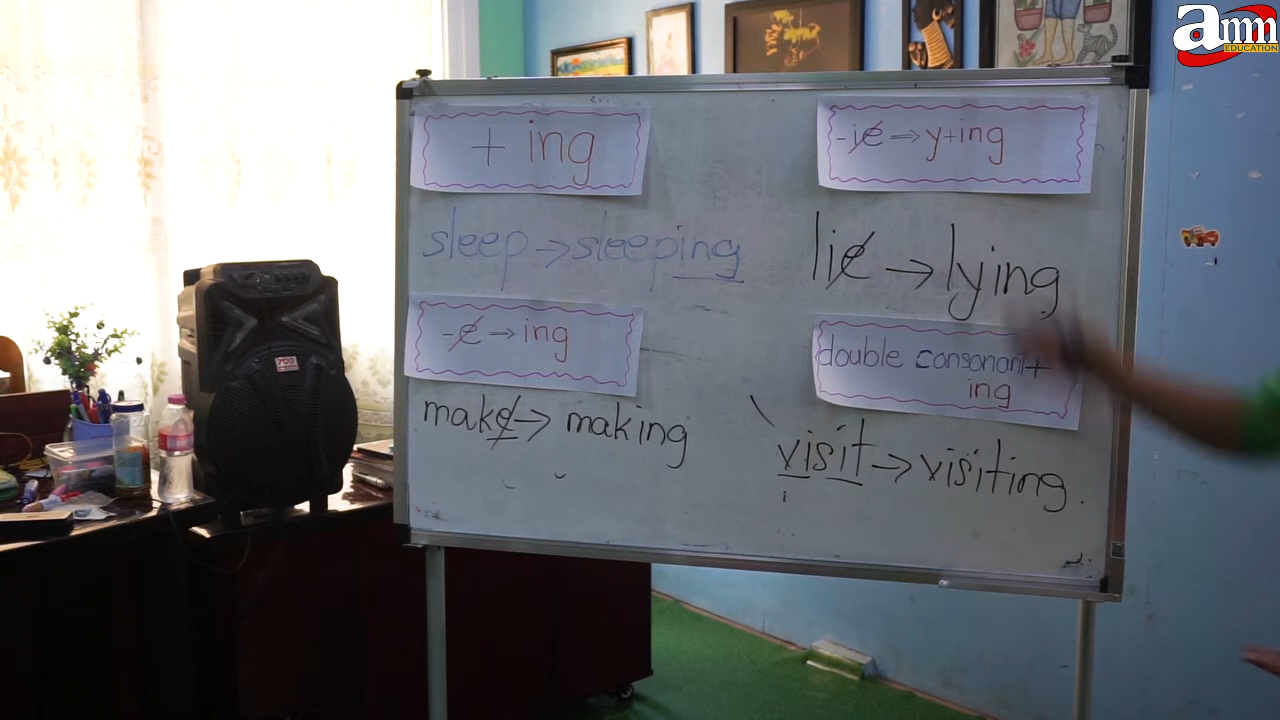 amm
EDUCATION
+ ing
sleep → sleeping
-e → ing
make → making
-ie ⇒ y+ing
lie → lying
double consonant+
ing
visit → visiting.